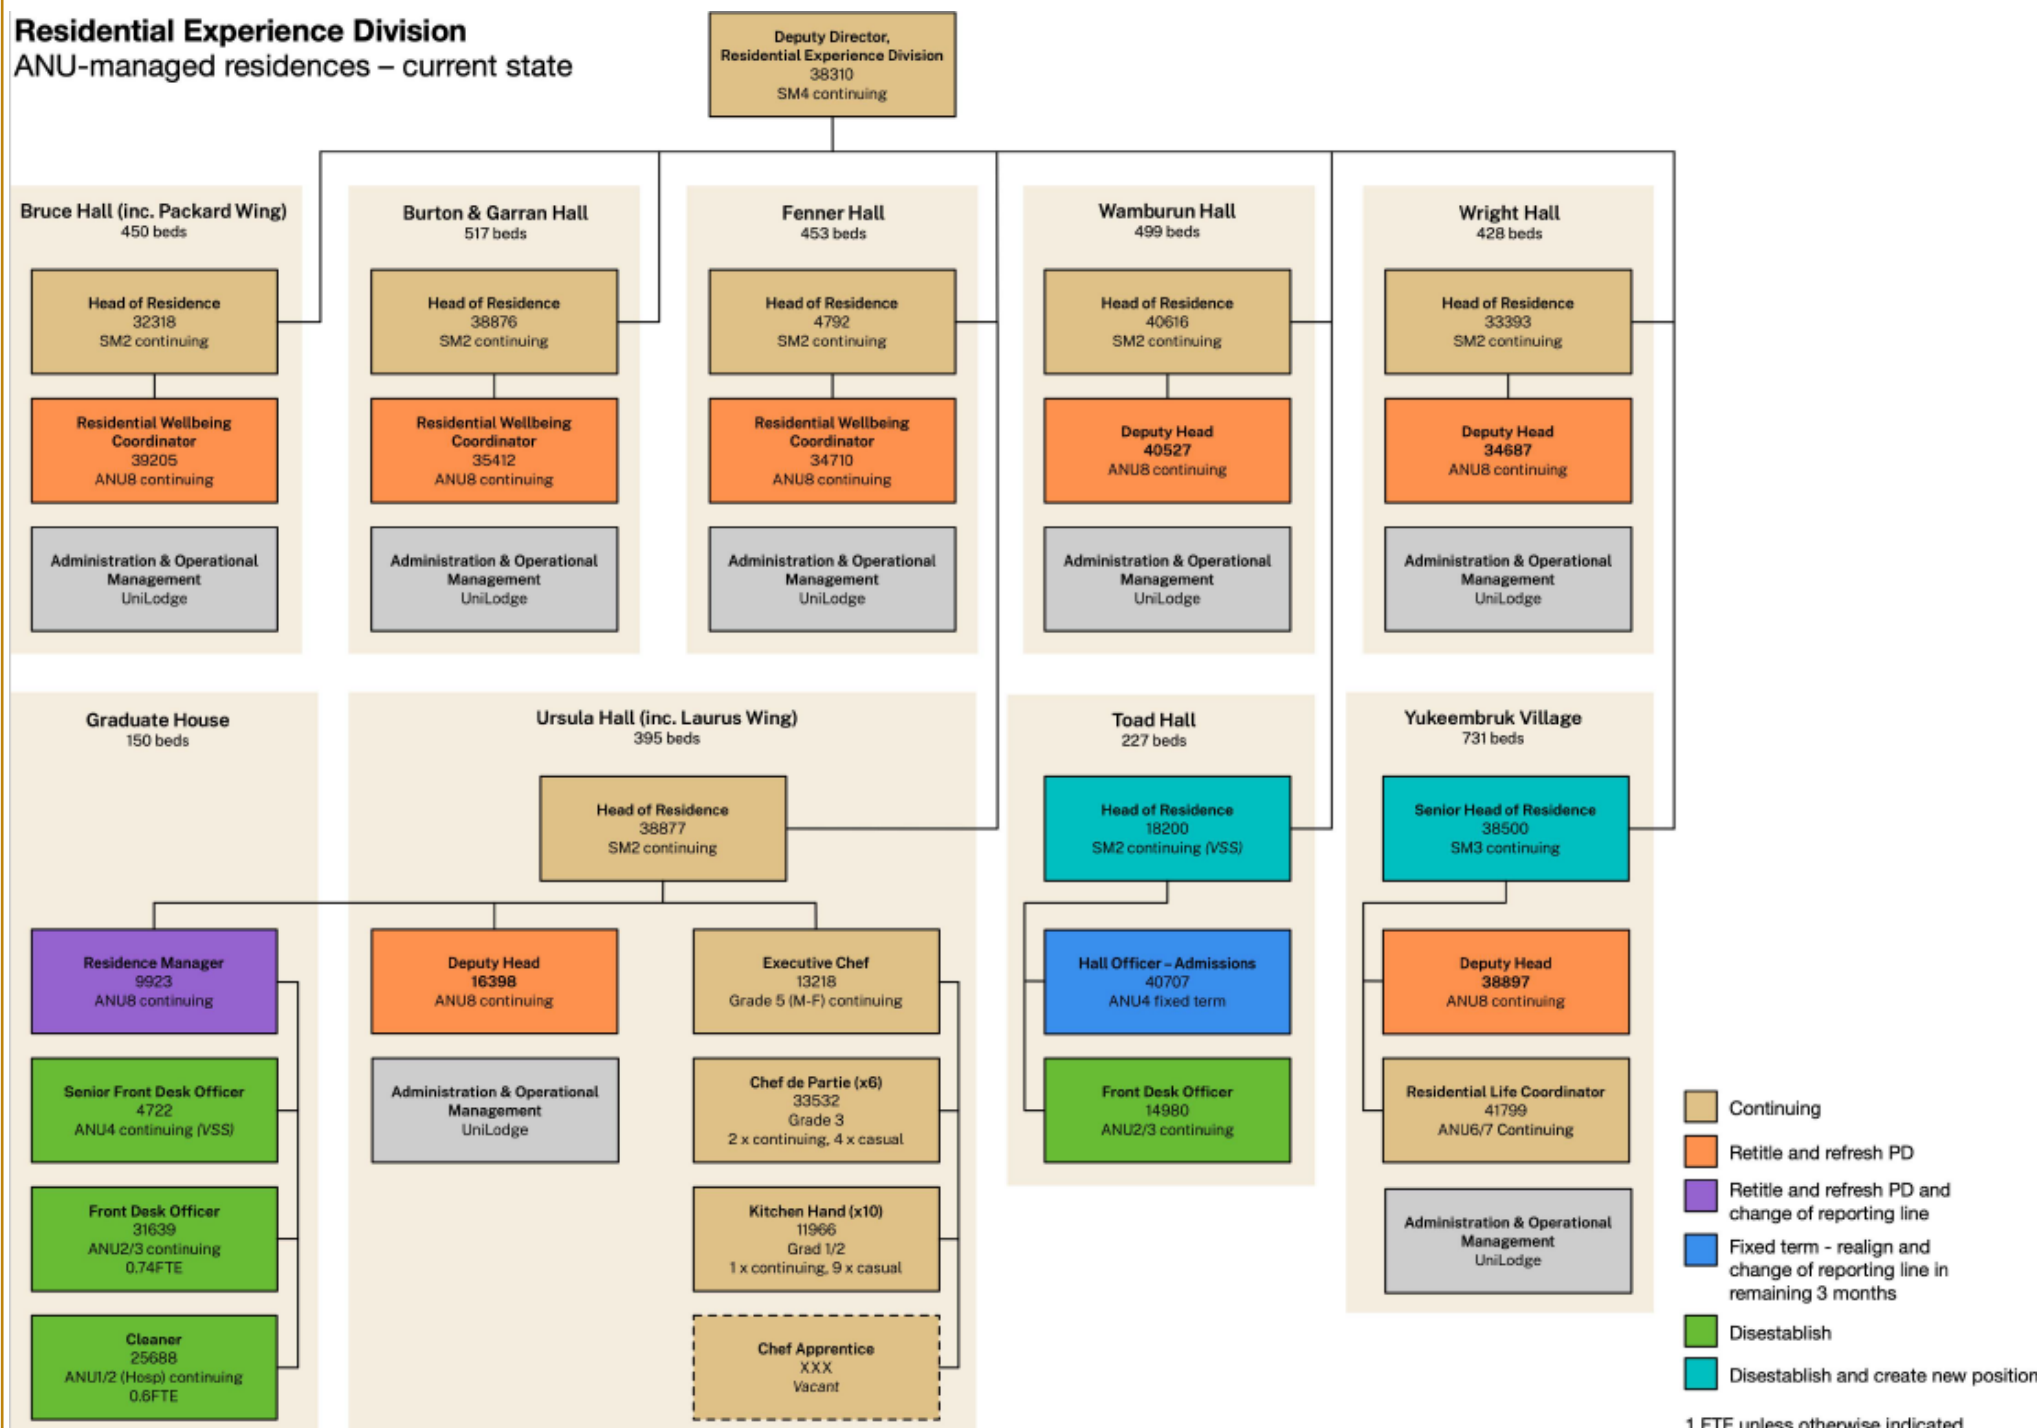 Residential Experience Division
ANU-managed residences – current state
Deputy Director,
Residential Experience Division
38310
SM4 continuing
Bruce Hall (inc. Packard Wing)
450 beds
Head of Residence
32318
SM2 continuing
Residential Wellbeing
Coordinator
39205
ANU8 continuing
Administration & Operational
Management
UniLodge
Burton & Garran Hall
517 beds
Head of Residence
38876
SM2 continuing
Residential Wellbeing
Coordinator
35412
ANU8 continuing
Administration & Operational
Management
UniLodge
Fenner Hall
453 beds
Head of Residence
4792
SM2 continuing
Residential Wellbeing
Coordinator
34710
ANU8 continuing
Administration & Operational
Management
UniLodge
Wamburun Hall
499 beds
Head of Residence
40616
SM2 continuing
Deputy Head
40527
ANU8 continuing
Administration & Operational
Management
UniLodge
Wright Hall
428 beds
Head of Residence
33393
SM2 continuing
Deputy Head
34687
ANU8 continuing
Administration & Operational
Management
UniLodge
Graduate House
150 beds
Residence Manager
9923
ANU8 continuing
Senior Front Desk Officer
4722
ANU4 continuing (VSS)
Front Desk Officer
31639
ANU2/3 continuing
0.74FTE
Cleaner
25688
ANU1/2 (Hosp) continuing
0.6FTE
Ursula Hall (inc. Laurus Wing)
395 beds
Head of Residence
38877
SM2 continuing
Deputy Head
16398
ANU8 continuing
Administration & Operational
Management
UniLodge
Executive Chef
13218
Grade 5 (M-F) continuing
Chef de Partie (x6)
33532
Grade 3
2 x continuing, 4 x casual
Kitchen Hand (x10)
11966
Grad 1/2
1 x continuing, 9 x casual
Chef Apprentice
XXX
Vacant
Toad Hall
227 beds
Head of Residence
18200
SM2 continuing (VSS)
Hall Officer – Admissions
40707
ANU4 fixed term
Front Desk Officer
14980
ANU2/3 continuing
Yukeembruk Village
731 beds
Senior Head of Residence
38500
SM3 continuing
Deputy Head
38897
ANU8 continuing
Residential Life Coordinator
41799
ANU6/7 Continuing
Administration & Operational
Management
UniLodge
Continuing
Retitle and refresh PD
Retitle and refresh PD and
change of reporting line
Fixed term - realign and
change of reporting line in
remaining 3 months
Disestablish
Disestablish and create new position
1 FTE unless otherwise indicated